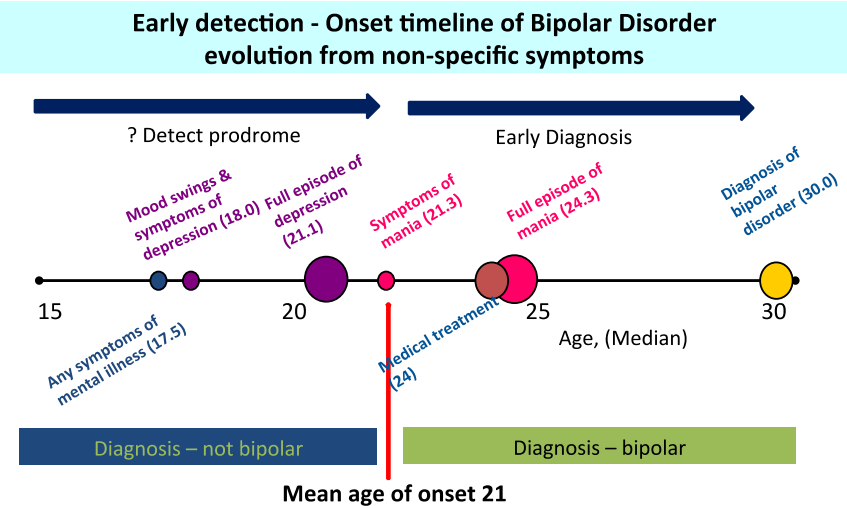 Early detection - Onset timeline of Bipolar Disorder
evolution from non-specific symptoms
? Detect prodrome
Early Diagnosis
Mood swings &
symptoms of
depression (18.0)
Full episode of
depression
(21.1)
Symptoms of
mania (21.3)
Full episode of
mania (24.3)
Diagnosis of
bipolar
disorder (30.0)
15
20
25
30
Age, (Median)
Any symptoms of
mental illness (17.5)
Medical treatment
(24)
Diagnosis – not bipolar
Diagnosis – bipolar
Mean age of onset 21